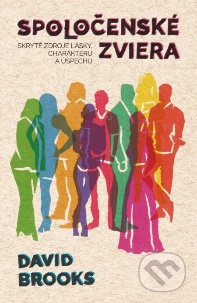 SPOLOČENSKÉ
ZVIERA
SKRYTÉ ZDROJE LÁSKY,
CHARAKTERU
A ÚSPECHU
DAVID
BROOKS
m